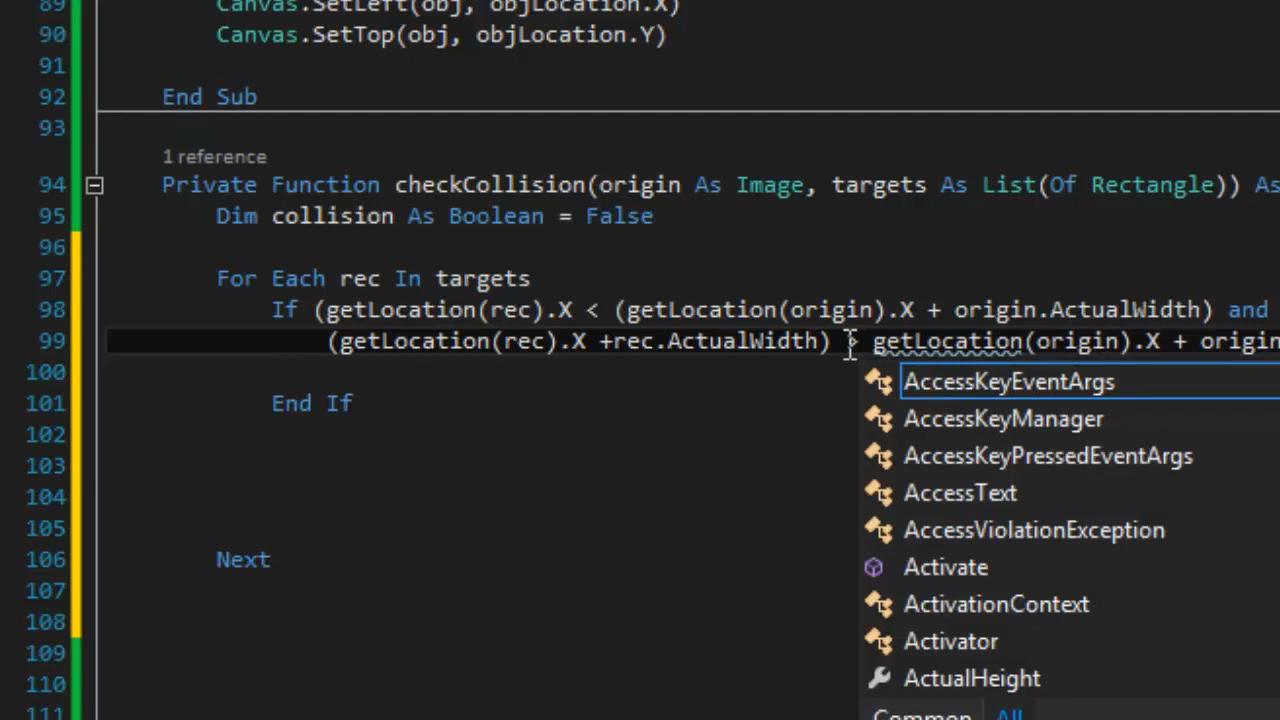 89 Canvas.SetLeft(obj, objLocation.X)
90 Canvas.SetTop(obj, objLocation.Y)
91
92 End Sub
93
1 reference
94 Private Function checkCollision(origin As Image, targets As List(Of Rectangle)) As
95 Dim collision As Boolean = False
96
97 For Each rec In targets
98 If (getLocation(rec).X < (getLocation(origin).X + origin.ActualWidth) and
99 (getLocation(rec).X +rec.ActualWidth) > getLocation(origin).X + origin
100
101 End If
102
103
104
105
106 Next
107
108
109
110
111
AccessKeyEventArgs
AccessKeyManager
AccessKeyPressedEventArgs
AccessText
AccessViolationException
Activate
ActivationContext
Activator
ActualHeight
Common All